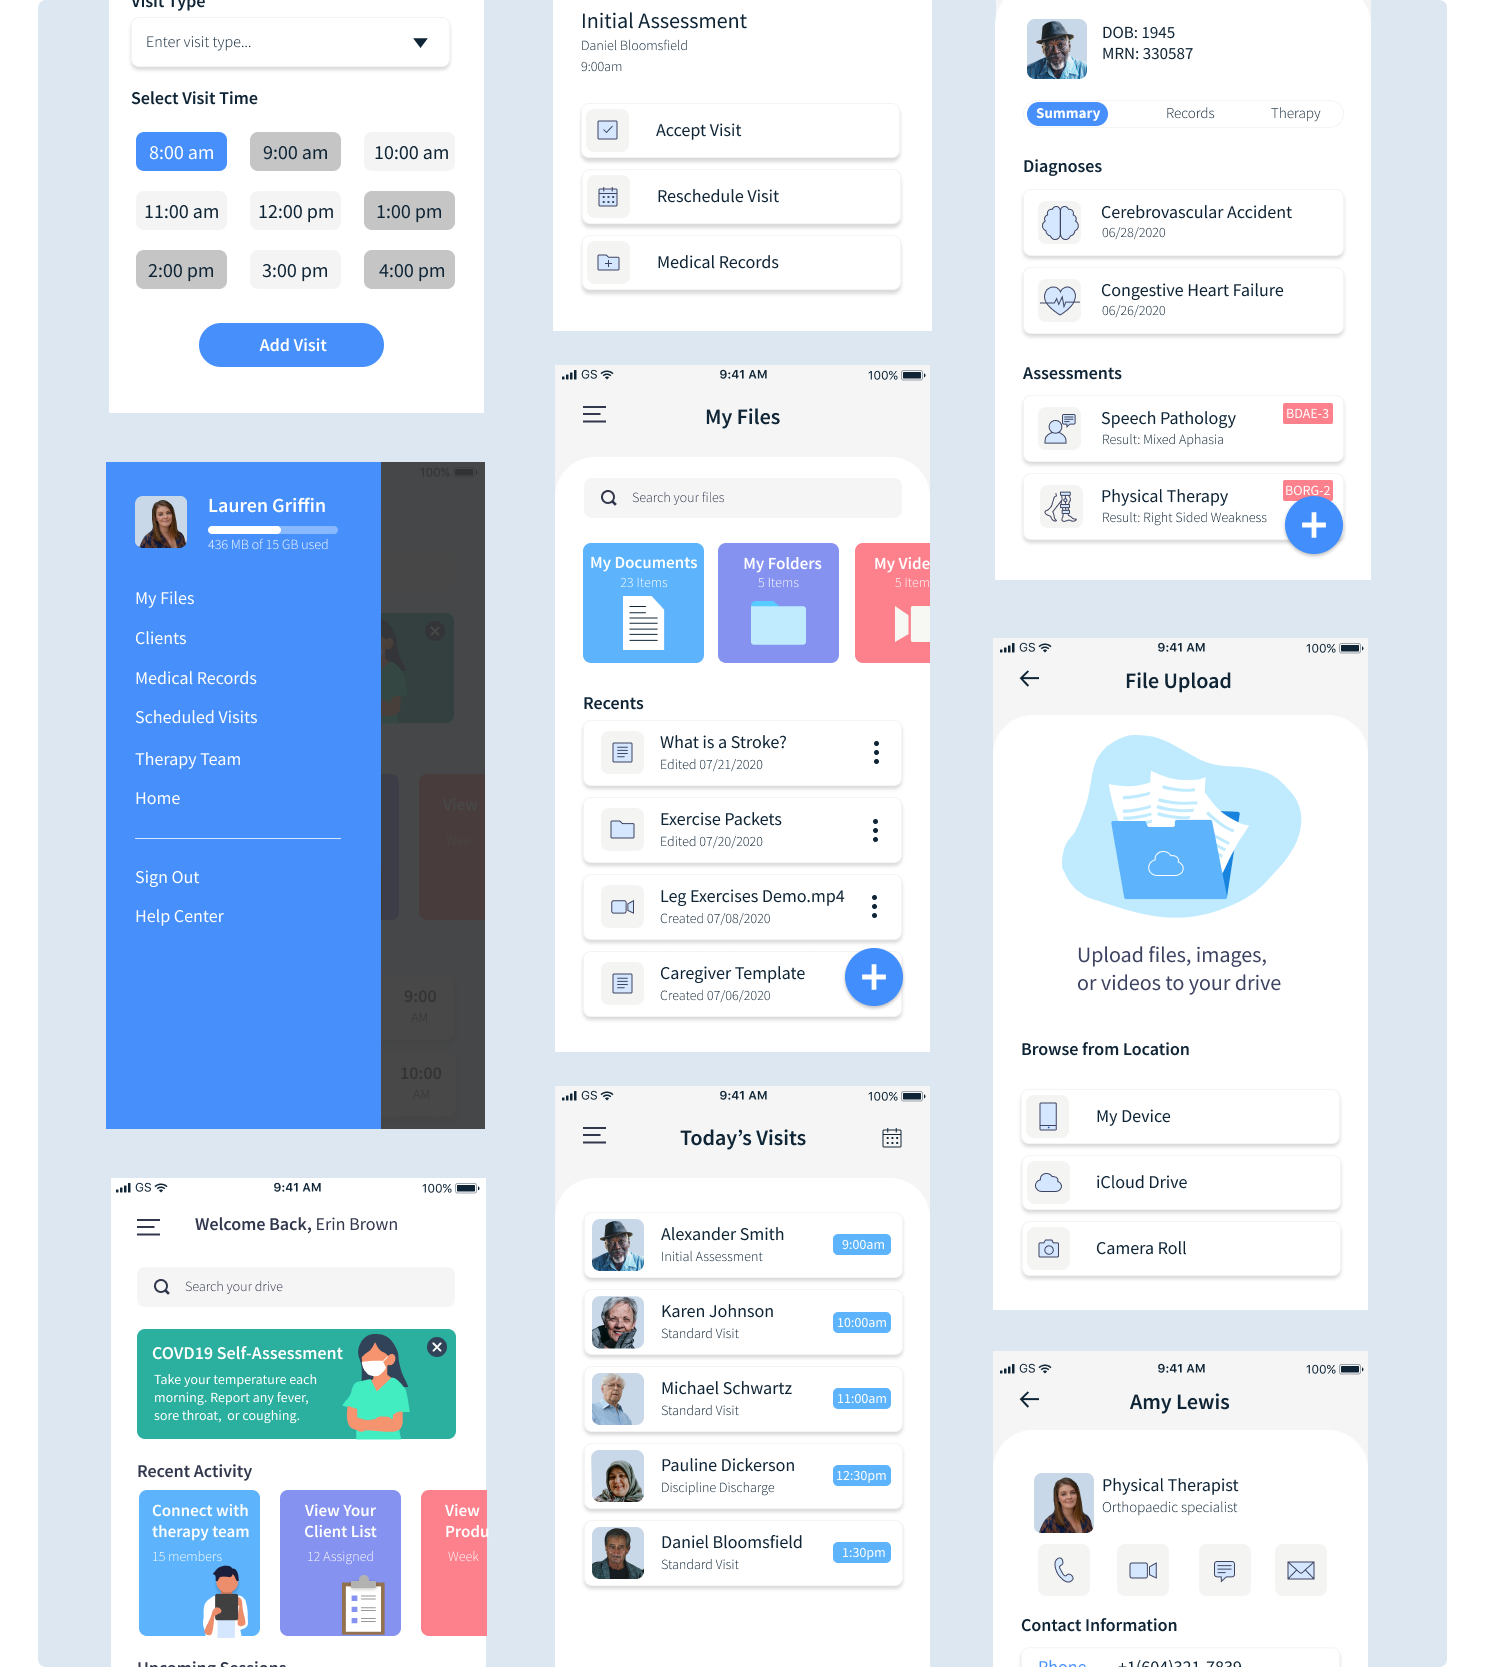 Visit Type
Enter visit type...
Select Visit Time
8:00 am
9:00 am
10:00 am
11:00 am
12:00 pm
1:00 pm
2:00 pm
3:00 pm
4:00 pm
Add Visit
100%
Lauren Griffin
436 MB of 15 GB used
My Files
Clients
Medical Records
Scheduled Visits
Therapy Team
Home
Sign Out
Help Center
View
9:00
AM
10:00
AM
GS
9:41 AM
100%
Welcome Back, Erin Brown
Search your drive
COVD19 Self-Assessment
Take your temperature each
morning. Report any fever,
sore throat, or coughing.
Recent Activity
Connect with
therapy team
15 members
View Your
Client List
12 Assigned
View
Produ
Week
Upcoming Sessions
Initial Assessment
Daniel Bloomsfield
9:00am
Accept Visit
Reschedule Visit
Medical Records
GS
9:41 AM
100%
My Files
Search your files
My Documents
23 Items
My Folders
5 Items
My Vide
5 Item
Recents
What is a Stroke?
Edited 07/21/2020
Exercise Packets
Edited 07/20/2020
Leg Exercises Demo.mp4
Created 07/08/2020
Caregiver Template
Created 07/06/2020
GS
9:41 AM
100%
Today's Visits
Alexander Smith
Initial Assessment
9:00am
Karen Johnson
Standard Visit
10:00am
Michael Schwartz
Standard Visit
11:00am
Pauline Dickerson
Discipline Discharge
12:30pm
Daniel Bloomsfield
Standard Visit
1:30pm
DOB: 1945
MRN: 330587
Summary
Records
Therapy
Diagnoses
Cerebrovascular Accident
06/28/2020
Congestive Heart Failure
06/26/2020
Assessments
Speech Pathology
BDAE-3
Result: Mixed Aphasia
Physical Therapy
BORG-2
Result: Right Sided Weakness
GS
9:41 AM
100%
File Upload
Upload files, images,
or videos to your drive
Browse from Location
My Device
iCloud Drive
Camera Roll
GS
9:41 AM
100%
Amy Lewis
Physical Therapist
Orthopaedic specialist
Contact Information
Phone
+1(604)321-7839